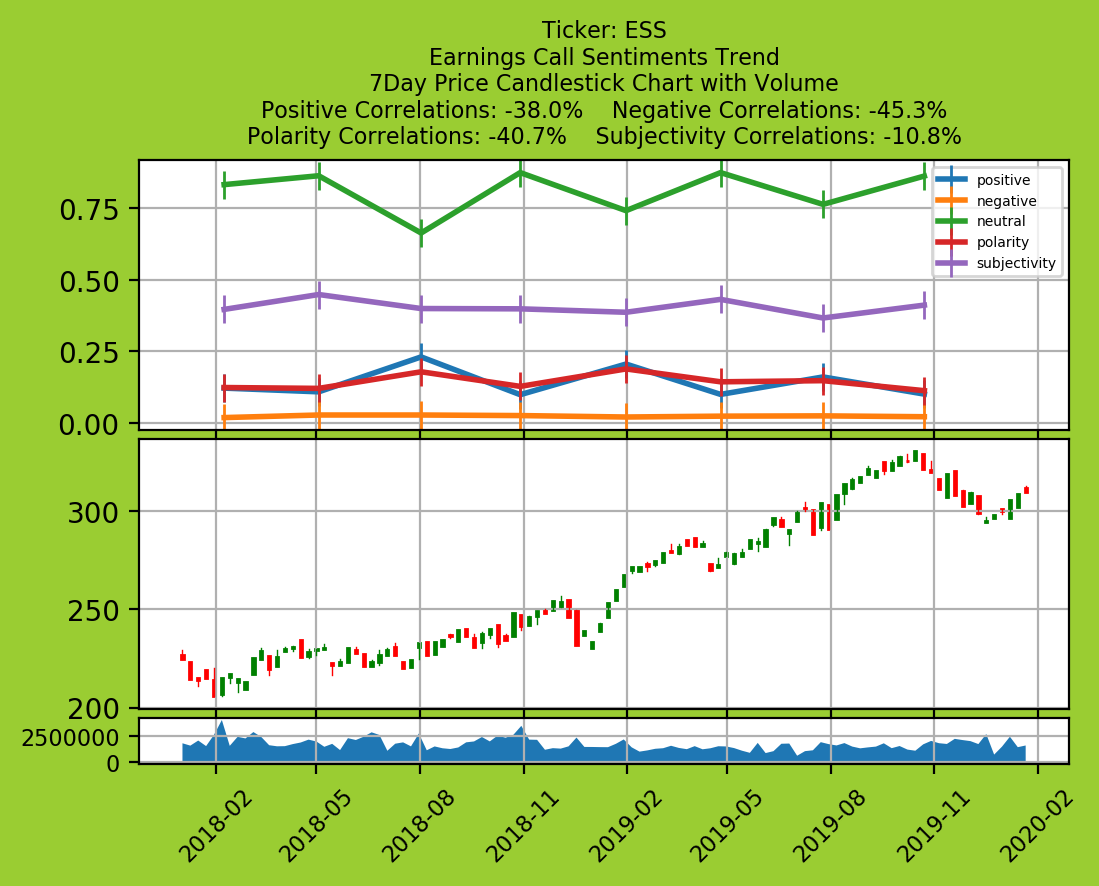 Ticker: ESS
Earnings Call Sentiments Trend
7Day Price Candlestick Chart with Volume
Positive Correlations: -38.0%    Negative Correlations: -45.3%
Polarity Correlations: -40.7%    Subjectivity Correlations: -10.8%
positive
negative
neutral
polarity
subjectivity
0.75
0.50
0.25
0.00
300
250
200
2500000
0
2018-02
2018-05
2018-08
2018-11
2019-02
2019-05
2019-08
2019-11
2020-02